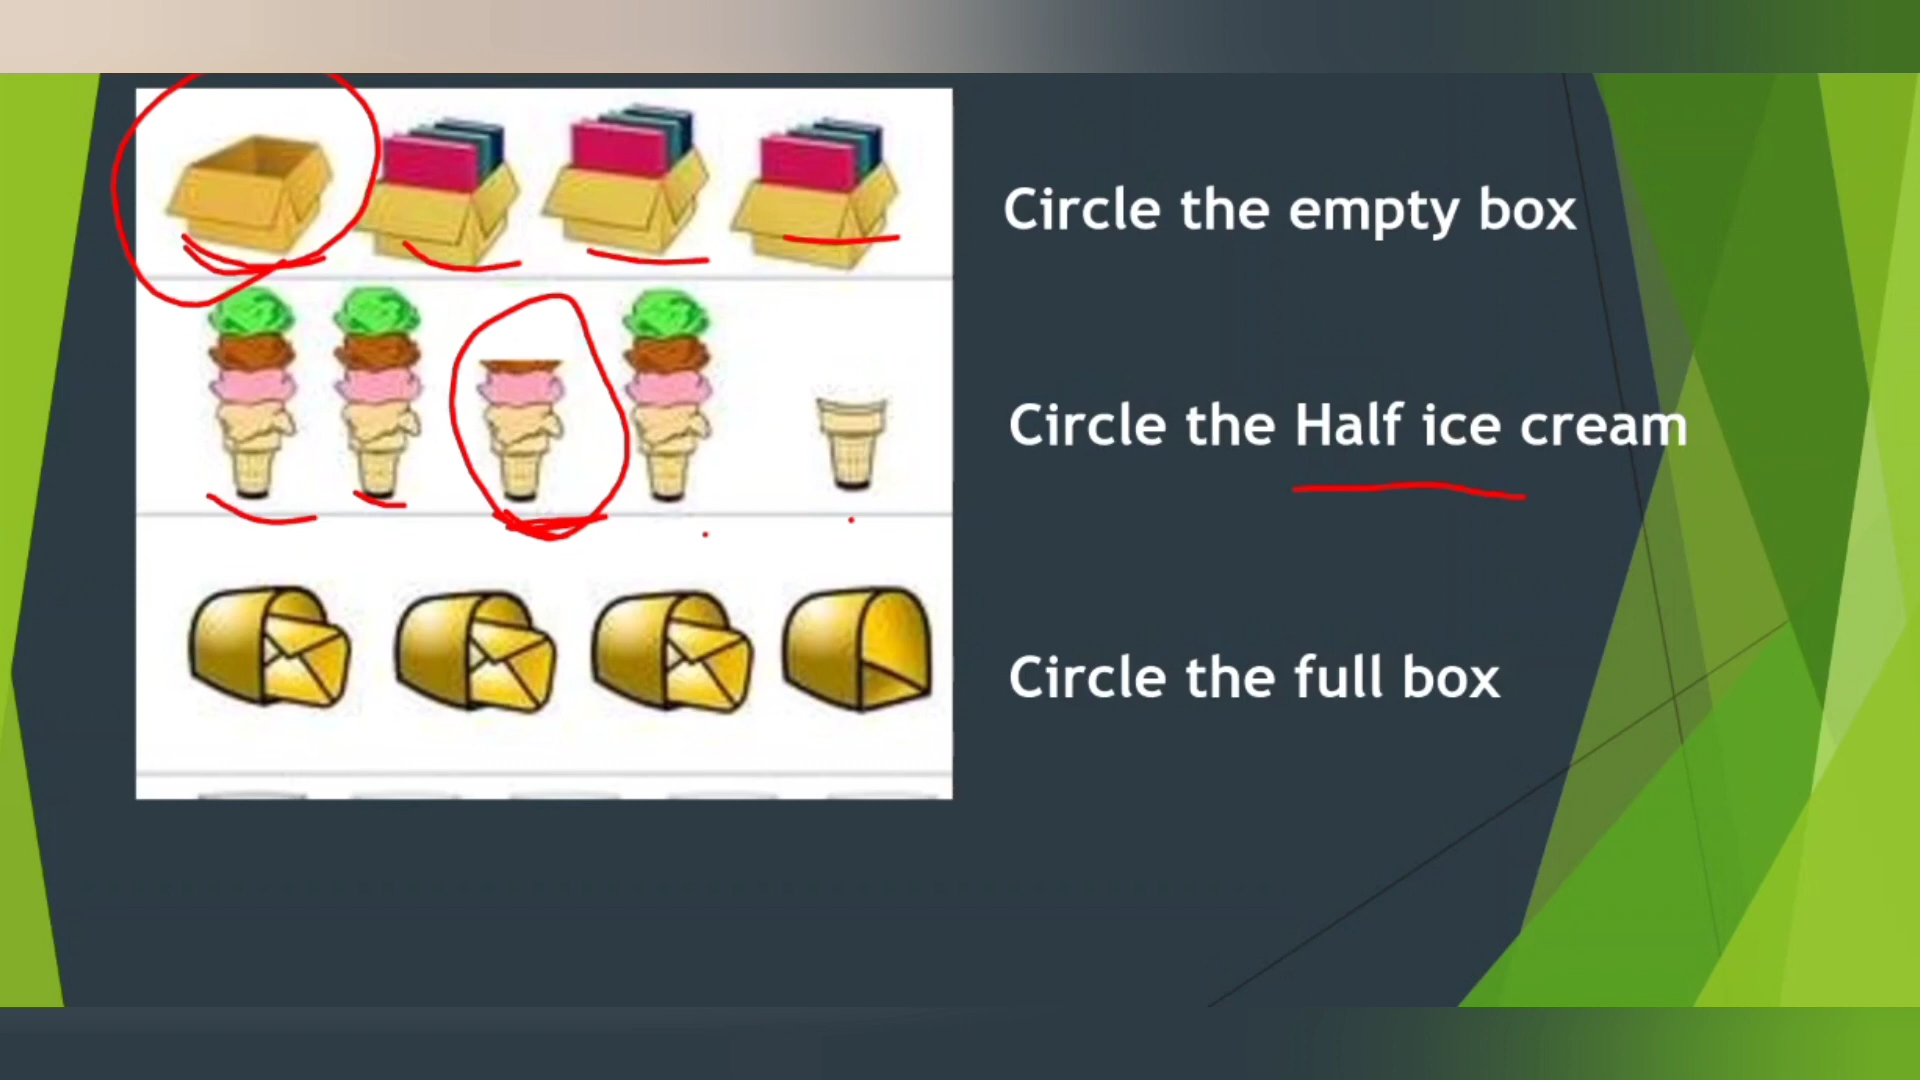 Circle the empty box
Circle the Half ice cream
Circle the full box